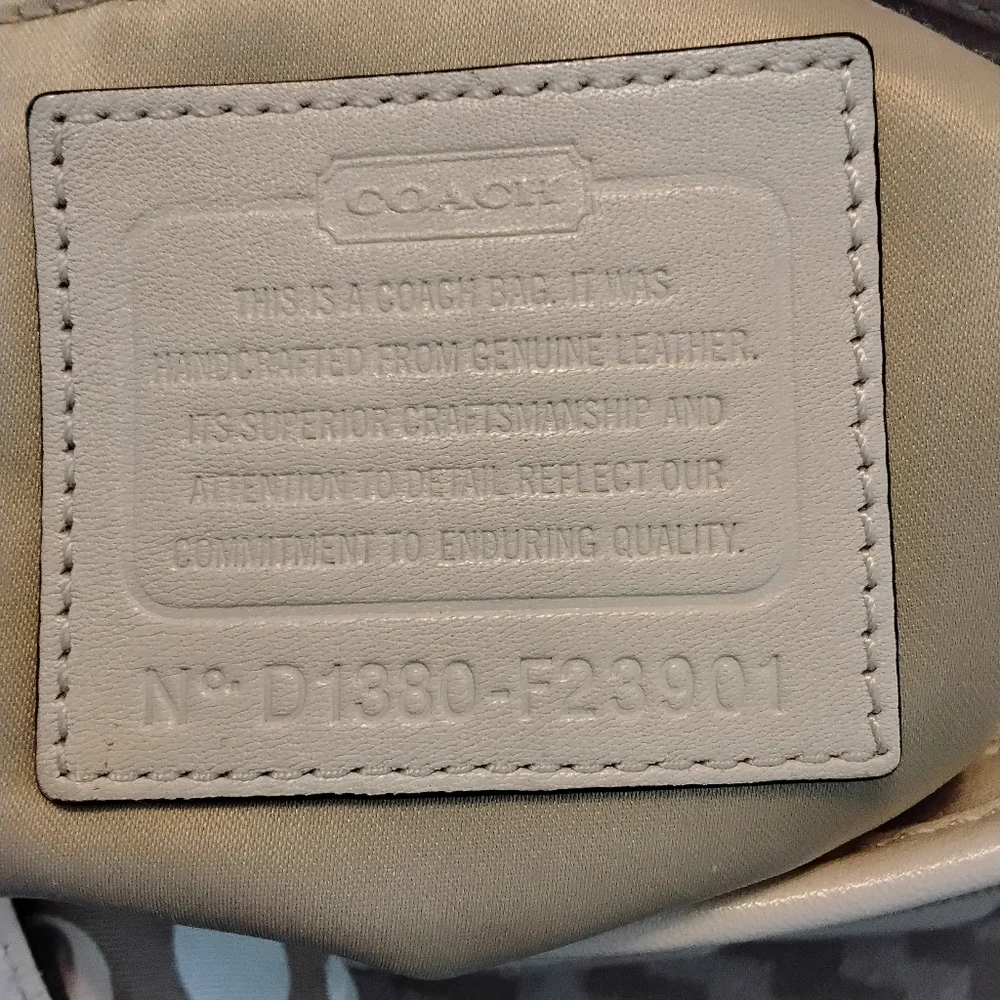 COACH
THIS IS A COACH BAG. IT WAS
HANDCRAFTED FROM GENUINE LEATHER.
ITS SUPERIOR CRAFTSMANSHIP AND
ATTENTION TO DETAIL REFLECT OUR
COMMITMENT TO ENDURING QUALITY.
Nº D1380-F23901